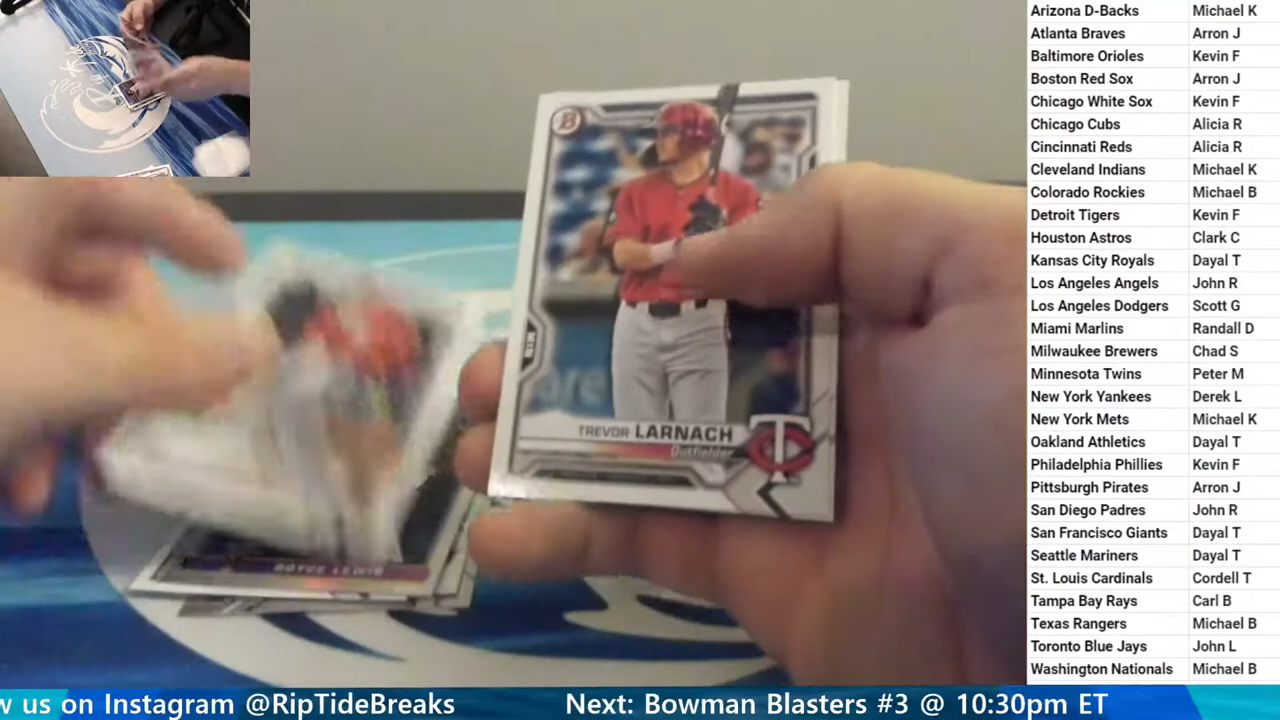 Arizona D-Backs Michael K
Atlanta Braves Arron J
Baltimore Orioles Kevin F
Boston Red Sox Arron J
Chicago White Sox Kevin F
Chicago Cubs Alicia R
Cincinnati Reds Alicia R
Cleveland Indians Michael K
Colorado Rockies Michael B
Detroit Tigers Kevin F
Houston Astros Clark C
Kansas City Royals Dayal T
Los Angeles Angels John R
Los Angeles Dodgers Scott G
Miami Marlins Randall D
Milwaukee Brewers Chad S
Minnesota Twins Peter M
New York Yankees Derek L
New York Mets Michael K
Oakland Athletics Dayal T
Philadelphia Phillies Kevin F
Pittsburgh Pirates Arron J
San Diego Padres John R
San Francisco Giants Dayal T
Seattle Mariners Dayal T
St. Louis Cardinals Cordell T
Tampa Bay Rays Carl B
Texas Rangers Michael B
Toronto Blue Jays John L
Washington Nationals Michael B
B
TREVOR LARNACH
Outfielder
TC
ROYCE LEWIS
w us on Instagram @RipTideBreaks Next: Bowman Blasters #3 @ 10:30pm ET